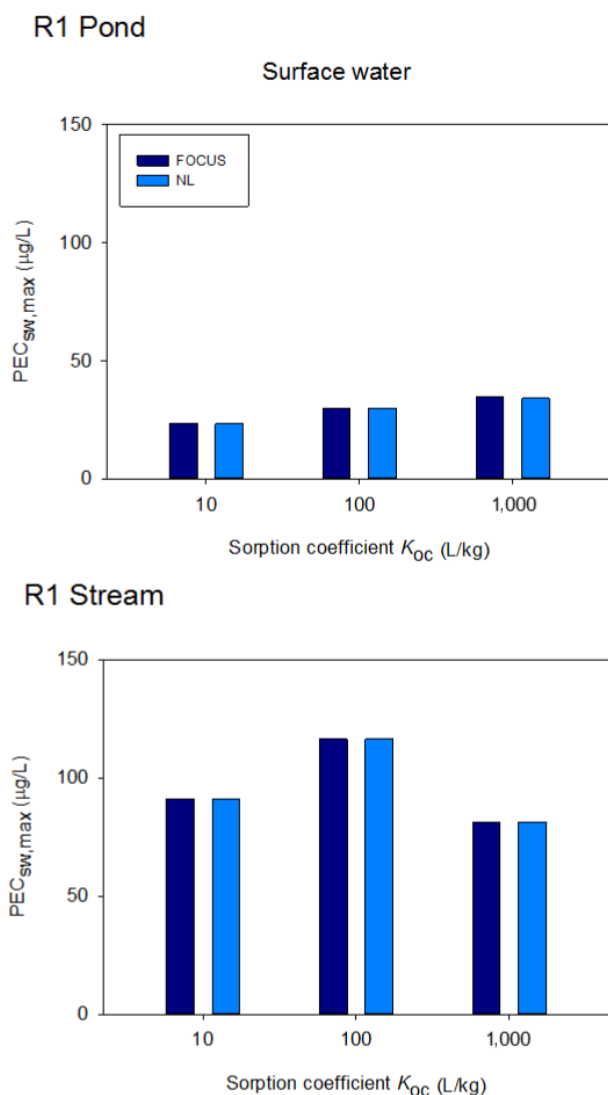 R1 Pond
Surface water
150
100
50
0
FOCUS
NL
PECsw,max (µg/L)
10 100 1,000
Sorption coefficient Koc (L/kg)
R1 Stream
150
100
50
0
PECsw,max (µg/L)
10 100 1,000
Sorption coefficient Koc (L/kg)